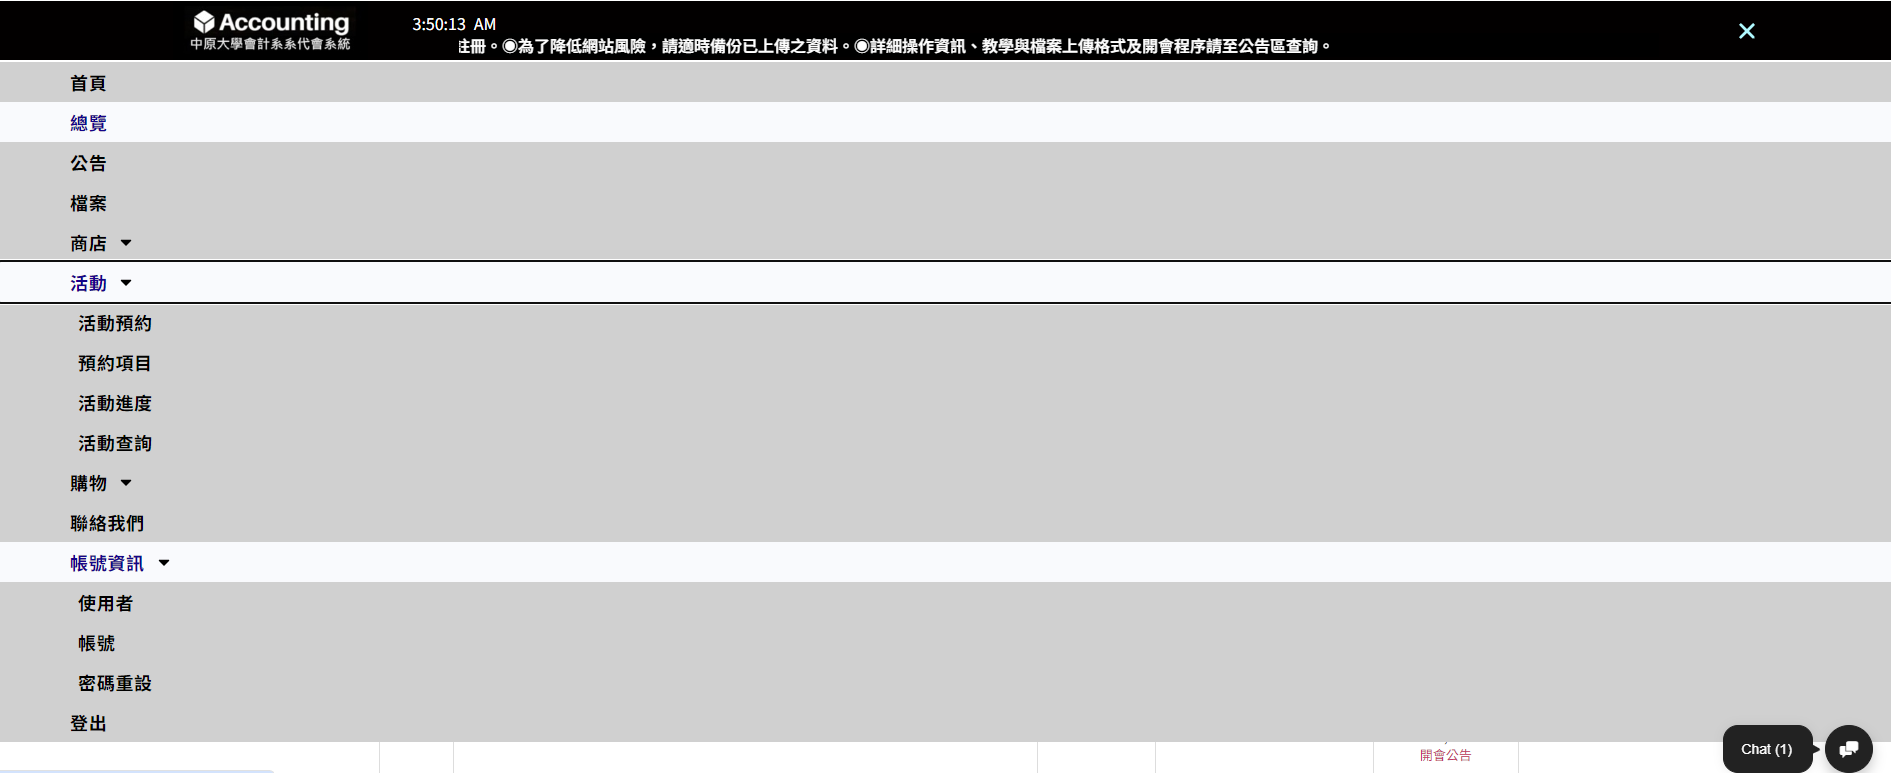 Accounting
中原大學會計系系代會系統
3:50:13 AM
註冊。◉為了降低網站風險，請適時備份已上傳之資料。◉詳細操作資訊、教學與檔案上傳格式及開會程序請至公告區查詢。
首頁
總覽
公告
檔案
商店
活動
活動預約
預約項目
活動進度
活動查詢
購物
聯絡我們
帳號資訊
使用者
帳號
密碼重設
登出
開會公告
Chat (1)